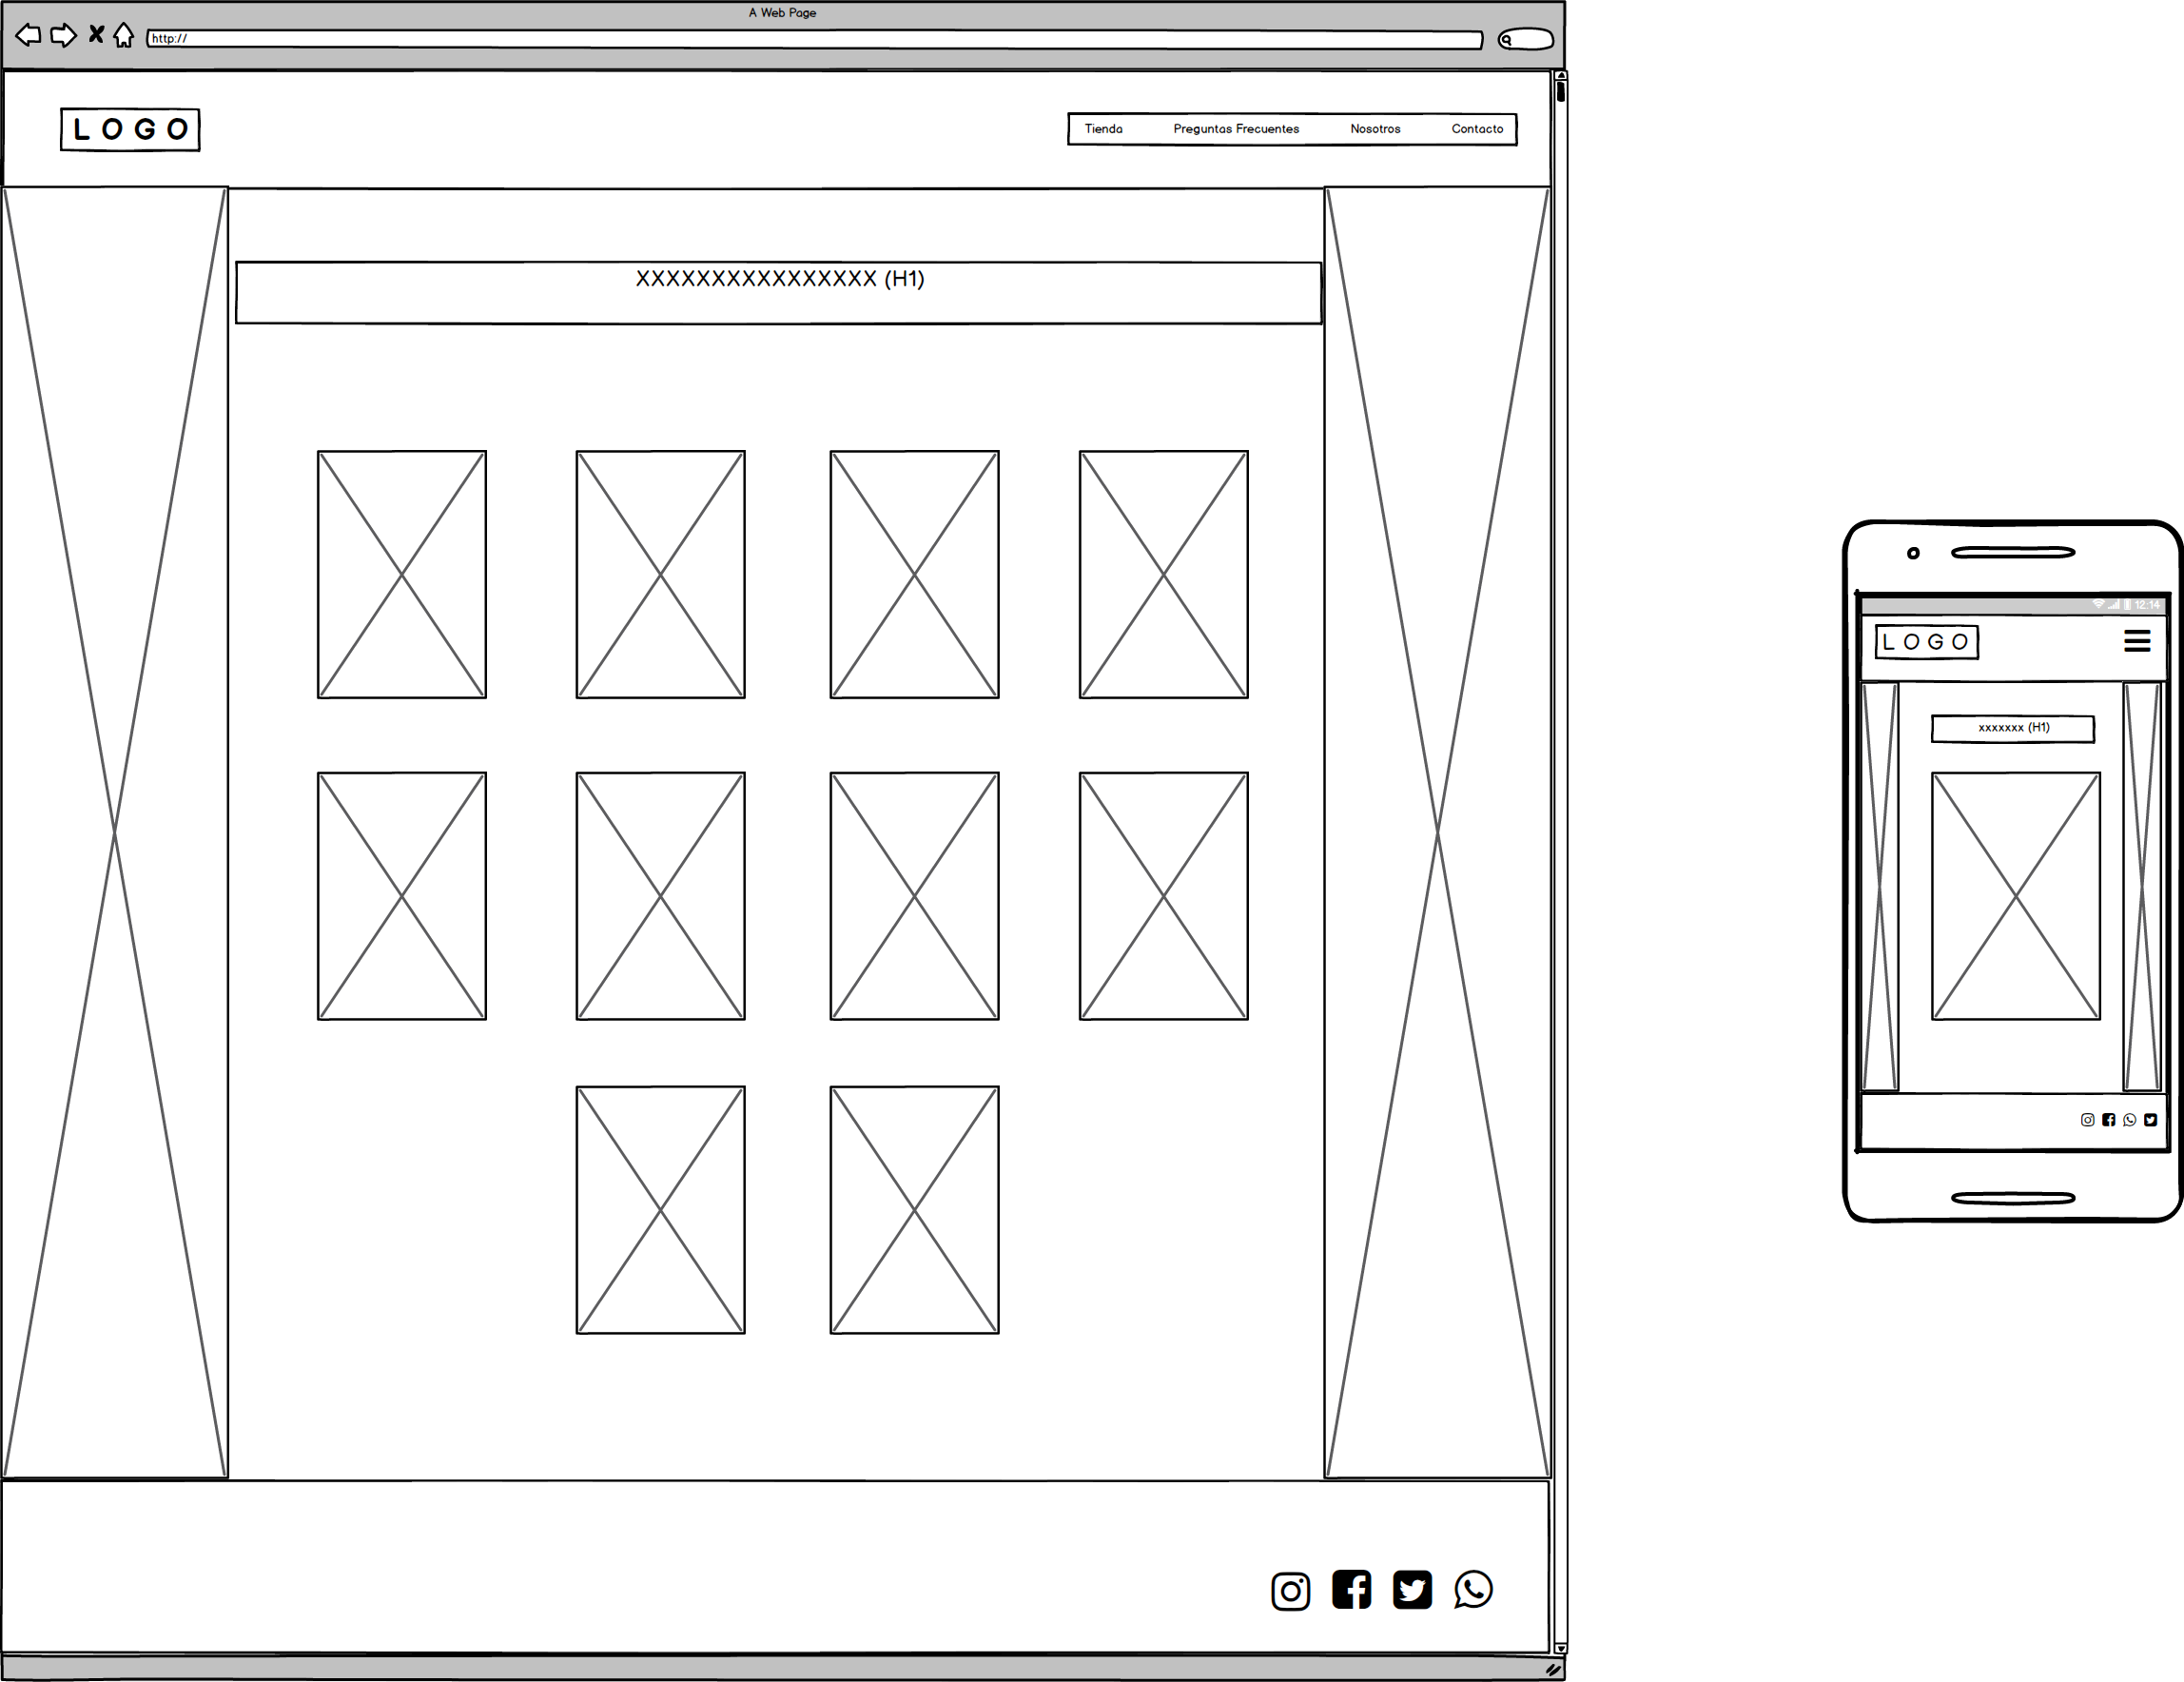 A Web Page
http://
LOGO
Tienda Preguntas Frecuentes Nosotros Contacto
XXXXXXXXXXXXXXXX (H1)
12:14
LOGO
xxxxxxx (H1)